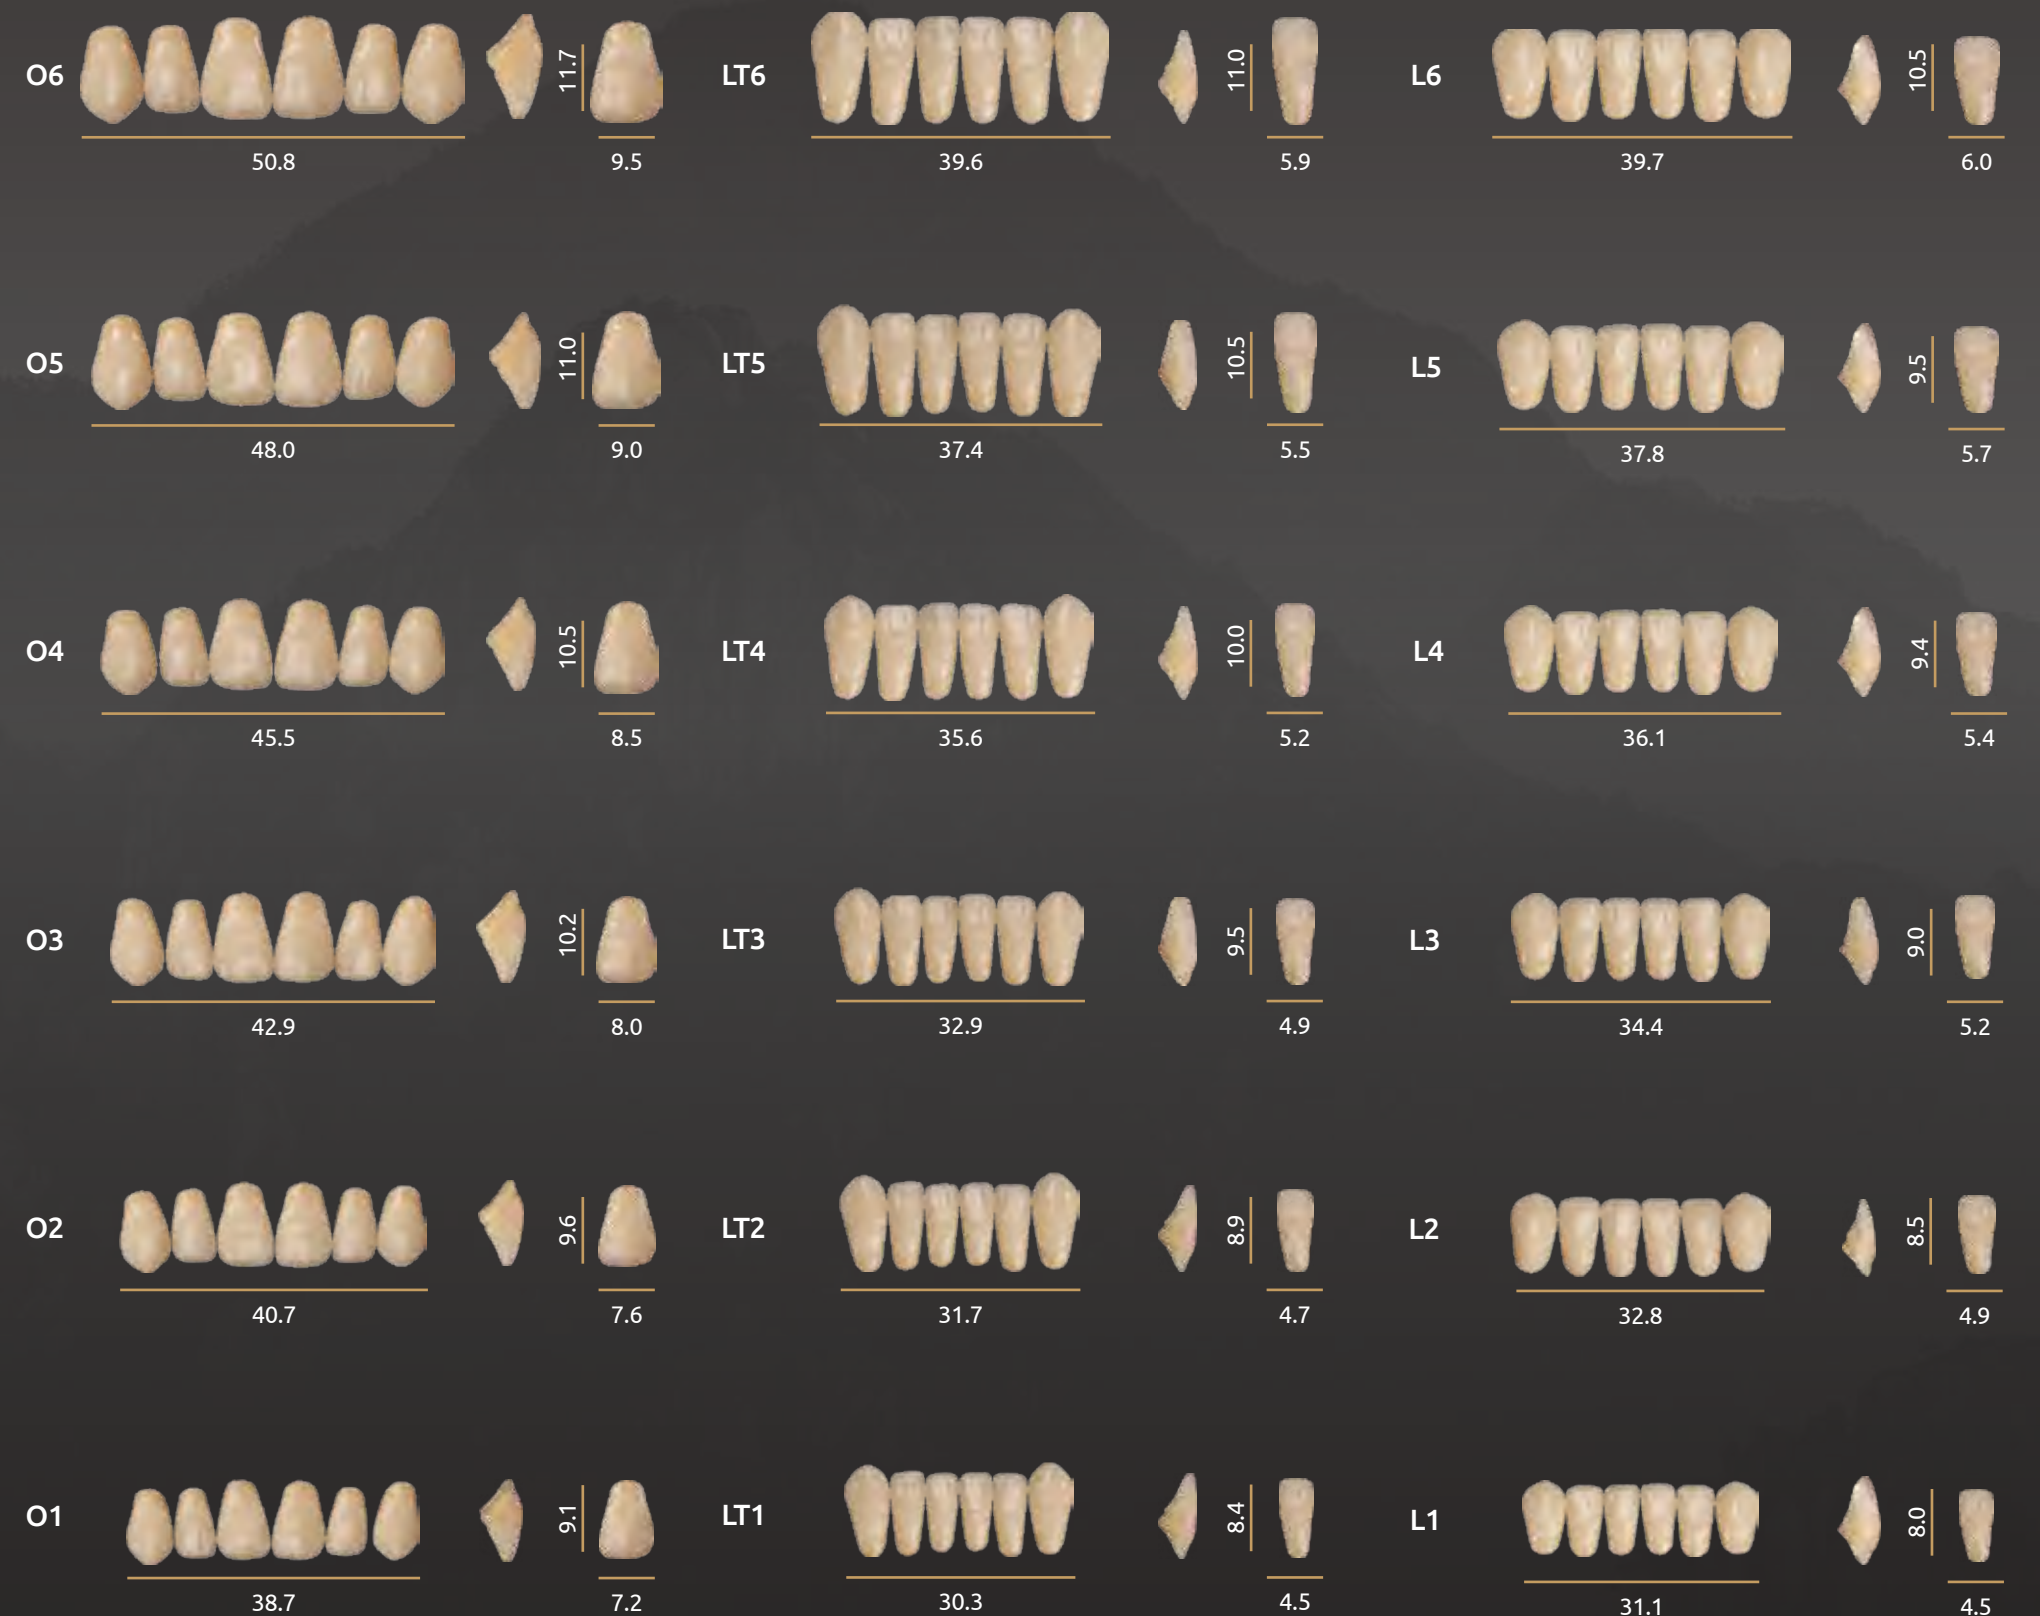 O6 11.7 LT6 11.0 L6 10.5
50.8 9.5 39.6 5.9 39.7 6.0
O5 11.0 LT5 10.5 L5 9.5
48.0 9.0 37.4 5.5 37.8 5.7
O4 10.5 LT4 10.0 L4 9.4
45.5 8.5 35.6 5.2 36.1 5.4
O3 10.2 LT3 9.5 L3 9.0
42.9 8.0 32.9 4.9 34.4 5.2
O2 9.6 LT2 8.9 L2 8.5
40.7 7.6 31.7 4.7 32.8 4.9
O1 9.1 LT1 8.4 L1 8.0
38.7 7.2 30.3 4.5 31.1 4.5